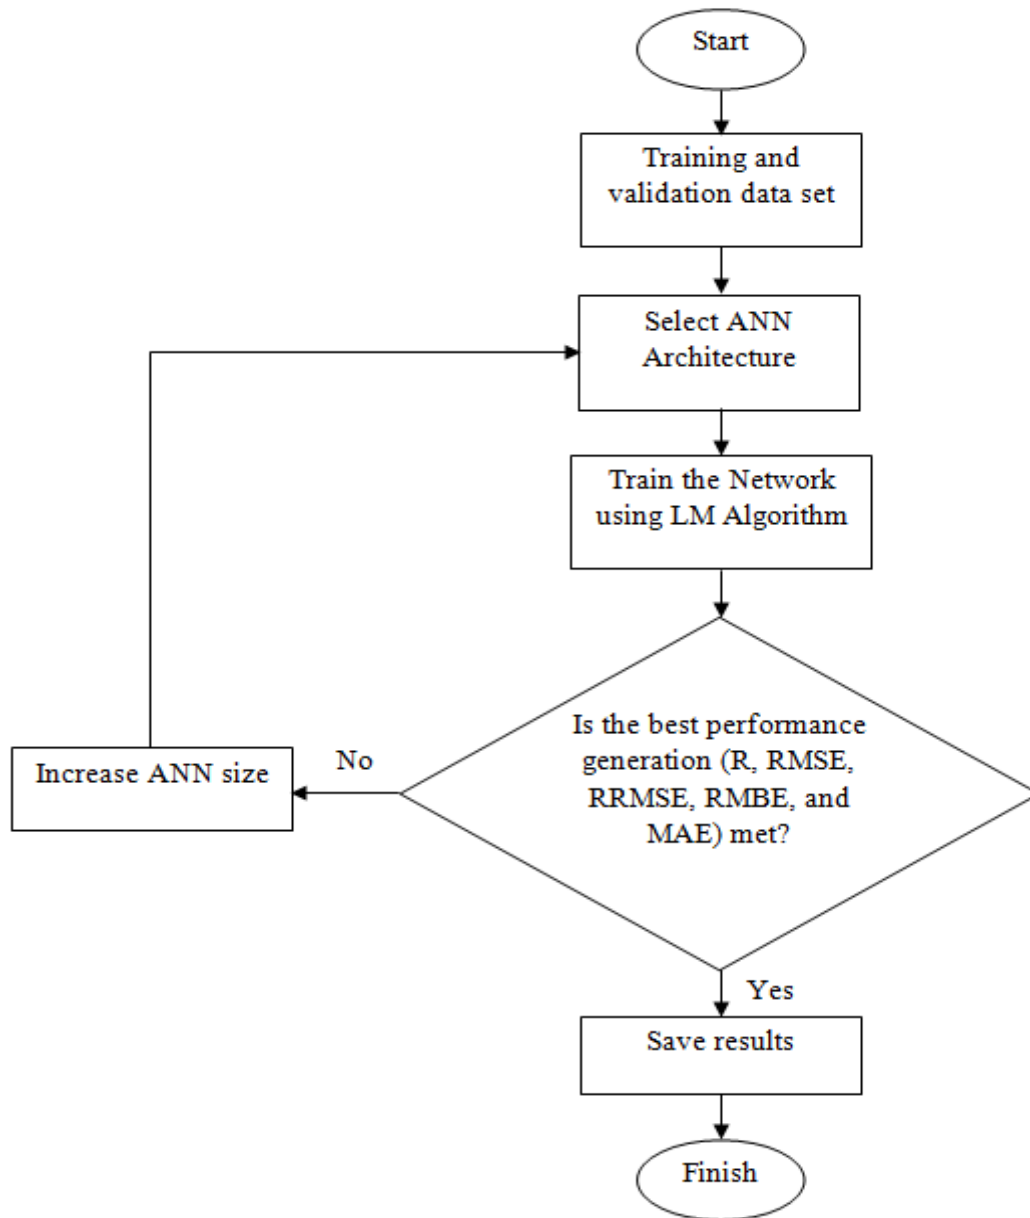 Start
Training and
validation data set
Select ANN
Architecture
Train the Network
using LM Algorithm
Is the best performance
generation (R, RMSE,
RRMSE, RMBE, and
MAE) met?
No
Increase ANN size
Yes
Save results
Finish